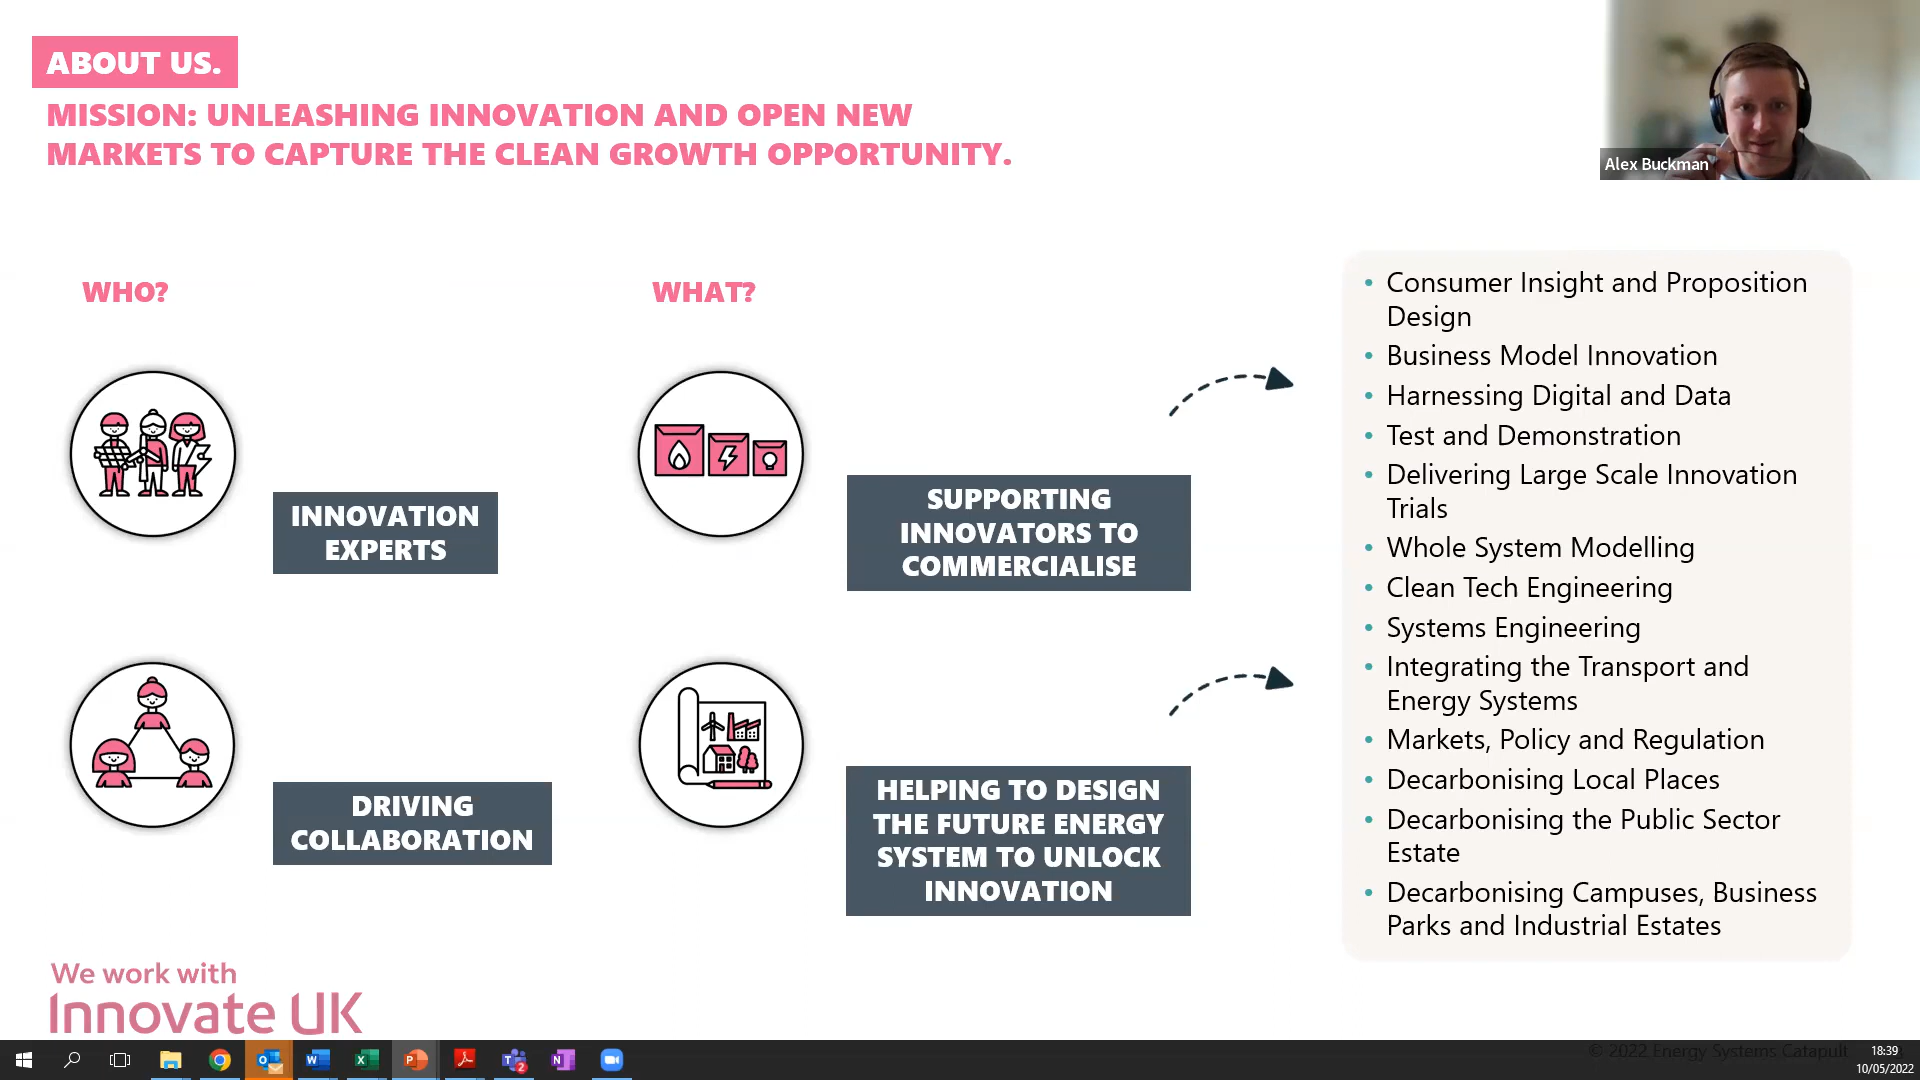 ABOUT US.
MISSION: UNLEASHING INNOVATION AND OPEN NEW
MARKETS TO CAPTURE THE CLEAN GROWTH OPPORTUNITY.
Alex Buckman
WHO?
INNOVATION
EXPERTS
DRIVING
COLLABORATION
WHAT?
SUPPORTING
INNOVATORS TO
COMMERCIALISE
HELPING TO DESIGN
THE FUTURE ENERGY
SYSTEM TO UNLOCK
INNOVATION
• Consumer Insight and Proposition
Design
• Business Model Innovation
• Harnessing Digital and Data
• Test and Demonstration
• Delivering Large Scale Innovation
Trials
• Whole System Modelling
• Clean Tech Engineering
• Systems Engineering
• Integrating the Transport and
Energy Systems
• Markets, Policy and Regulation
• Decarbonising Local Places
• Decarbonising the Public Sector
Estate
• Decarbonising Campuses, Business
Parks and Industrial Estates
We work with
Innovate UK
© 2022 Energy Systems Catapult
18:39
10/05/2022